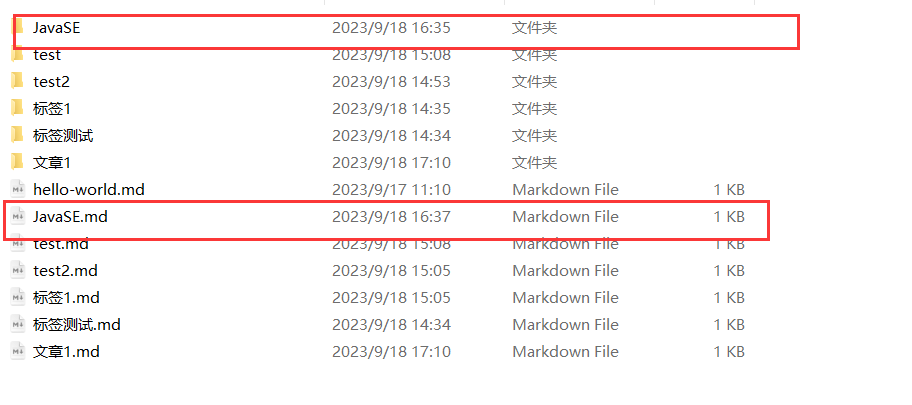 JavaSE 2023/9/18 16:35 文件夹
test 2023/9/18 15:08 文件夹
test2 2023/9/18 14:53 文件夹
标签1 2023/9/18 14:35 文件夹
标签测试 2023/9/18 14:34 文件夹
文章1 2023/9/18 17:10 文件夹
hello-world.md 2023/9/17 11:10 Markdown File 1 KB
JavaSE.md 2023/9/18 16:37 Markdown File 1 KB
test.md 2023/9/18 15:08 Markdown File 1 KB
test2.md 2023/9/18 15:05 Markdown File 1 KB
标签1.md 2023/9/18 15:05 Markdown File 1 KB
标签测试.md 2023/9/18 14:34 Markdown File 1 KB
文章1.md 2023/9/18 17:10 Markdown File 1 KB